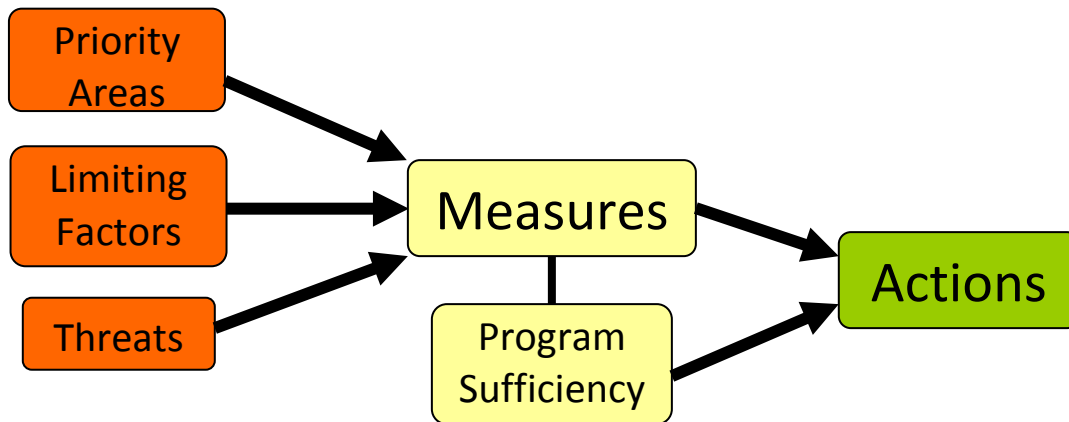 Priority
Areas
Limiting
Factors
Threats
Measures
Program
Sufficiency
Actions